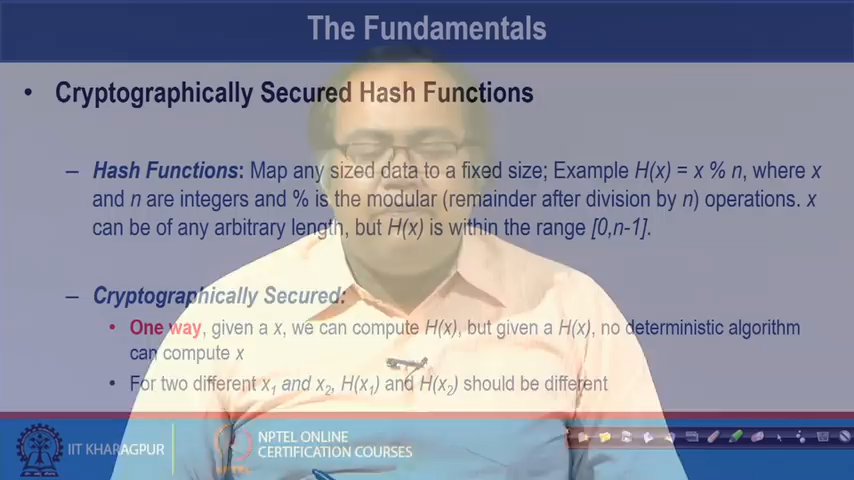 The Fundamentals
• Cryptographically Secured Hash Functions
– Hash Functions: Map any sized data to a fixed size; Example H(x) = x % n, where x
and n are integers and % is the modular (remainder after division by n) operations. x
can be of any arbitrary length, but H(x) is within the range [0,n-1].
– Cryptographically Secured:
• One way, given a x, we can compute H(x), but given a H(x), no deterministic algorithm
can compute x
• For two different x₁ and x₂, H(x₁) and H(x₂) should be different
IIT KHARAGPUR
NPTEL ONLINE
CERTIFICATION COURSES